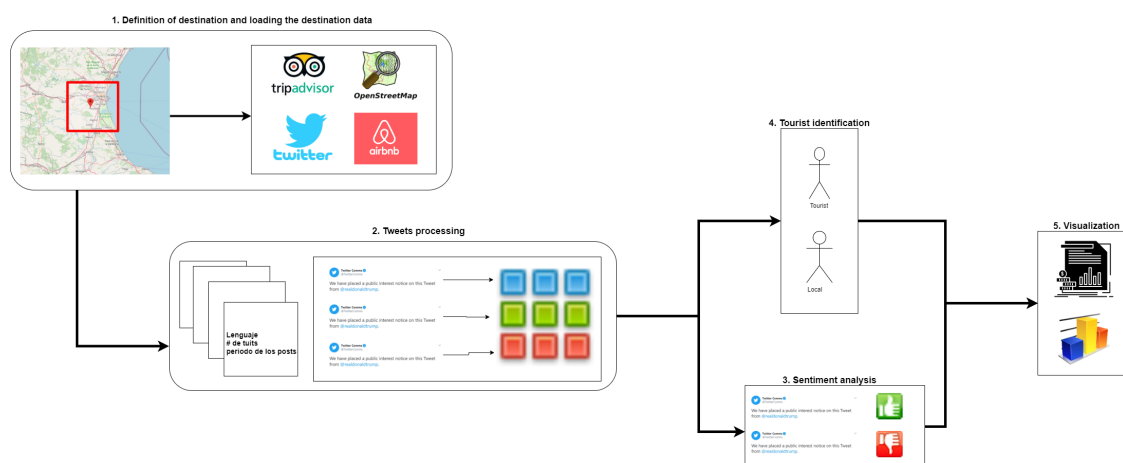 1. Definition of destination and loading the destination data
tripadvisor
OpenStreetMap
twitter
airbnb
2. Tweets processing
Lenguaje
# de tuits
periodo de los posts
We have placed a public interest notice on this Tweet
from @realdonaldtrump.
We have placed a public interest notice on this Tweet
from @realdonaldtrump.
We have placed a public interest notice on this Tweet
from @realdonaldtrump.
4. Tourist identification
Tourist
Local
3. Sentiment analysis
We have placed a public interest notice on this Tweet
from @realdonaldtrump.
We have placed a public interest notice on this Tweet
from @realdonaldtrump.
5. Visualization